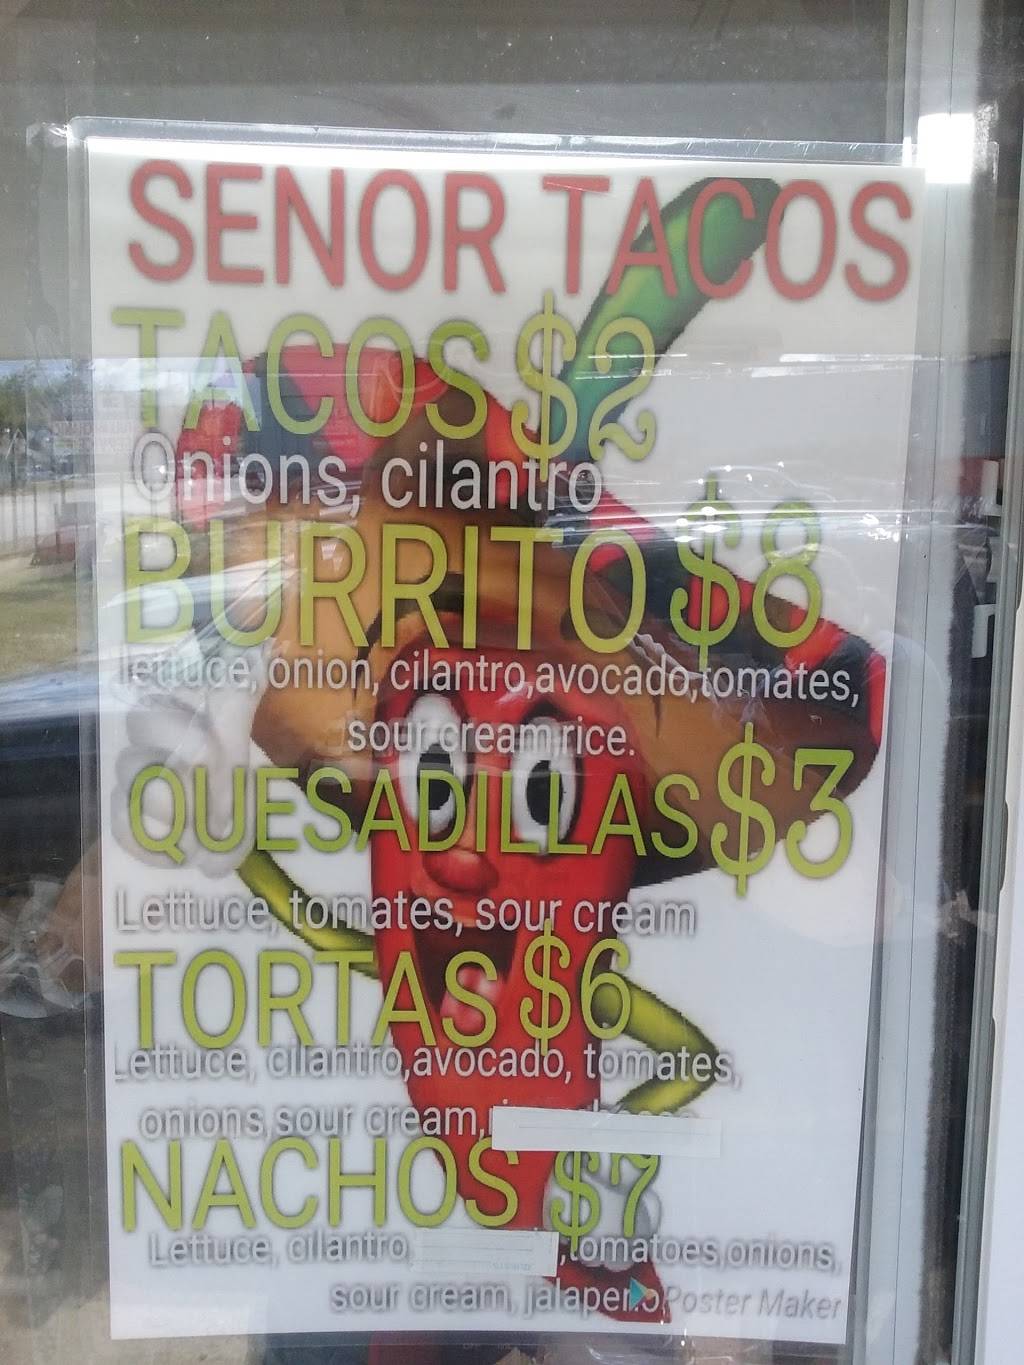 SENOR TACOS
TACOS $2
Onions, cilantro
BURRITO $8
lettuce, onion, cilantro,avocado,tomates,
sour cream,rice.
QUESADILLAS $3
Lettuce, tomates, sour cream
TORTAS $6
Lettuce, cilantro,avocado, tomates,
onions,sour cream,
NACHOS $7
Lettuce, cilantro, ,tomatoes,onions,
sour cream, jalapeno Poster Maker